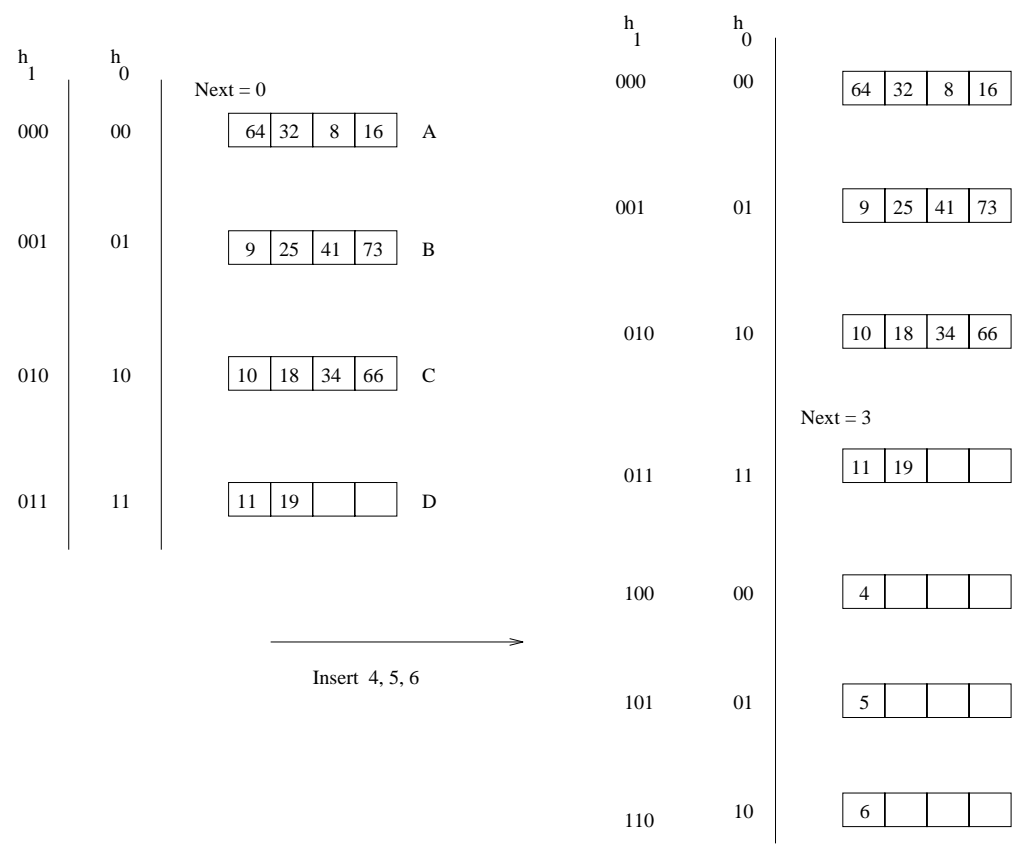 h1 h0
Next = 0
000 00 64 32 8 16 A
001 01 9 25 41 73 B
010 10 10 18 34 66 C
011 11 11 19 D
Insert 4, 5, 6
h1 h0
000 00 64 32 8 16
001 01 9 25 41 73
010 10 10 18 34 66
Next = 3
011 11 11 19
100 00 4
101 01 5
110 10 6